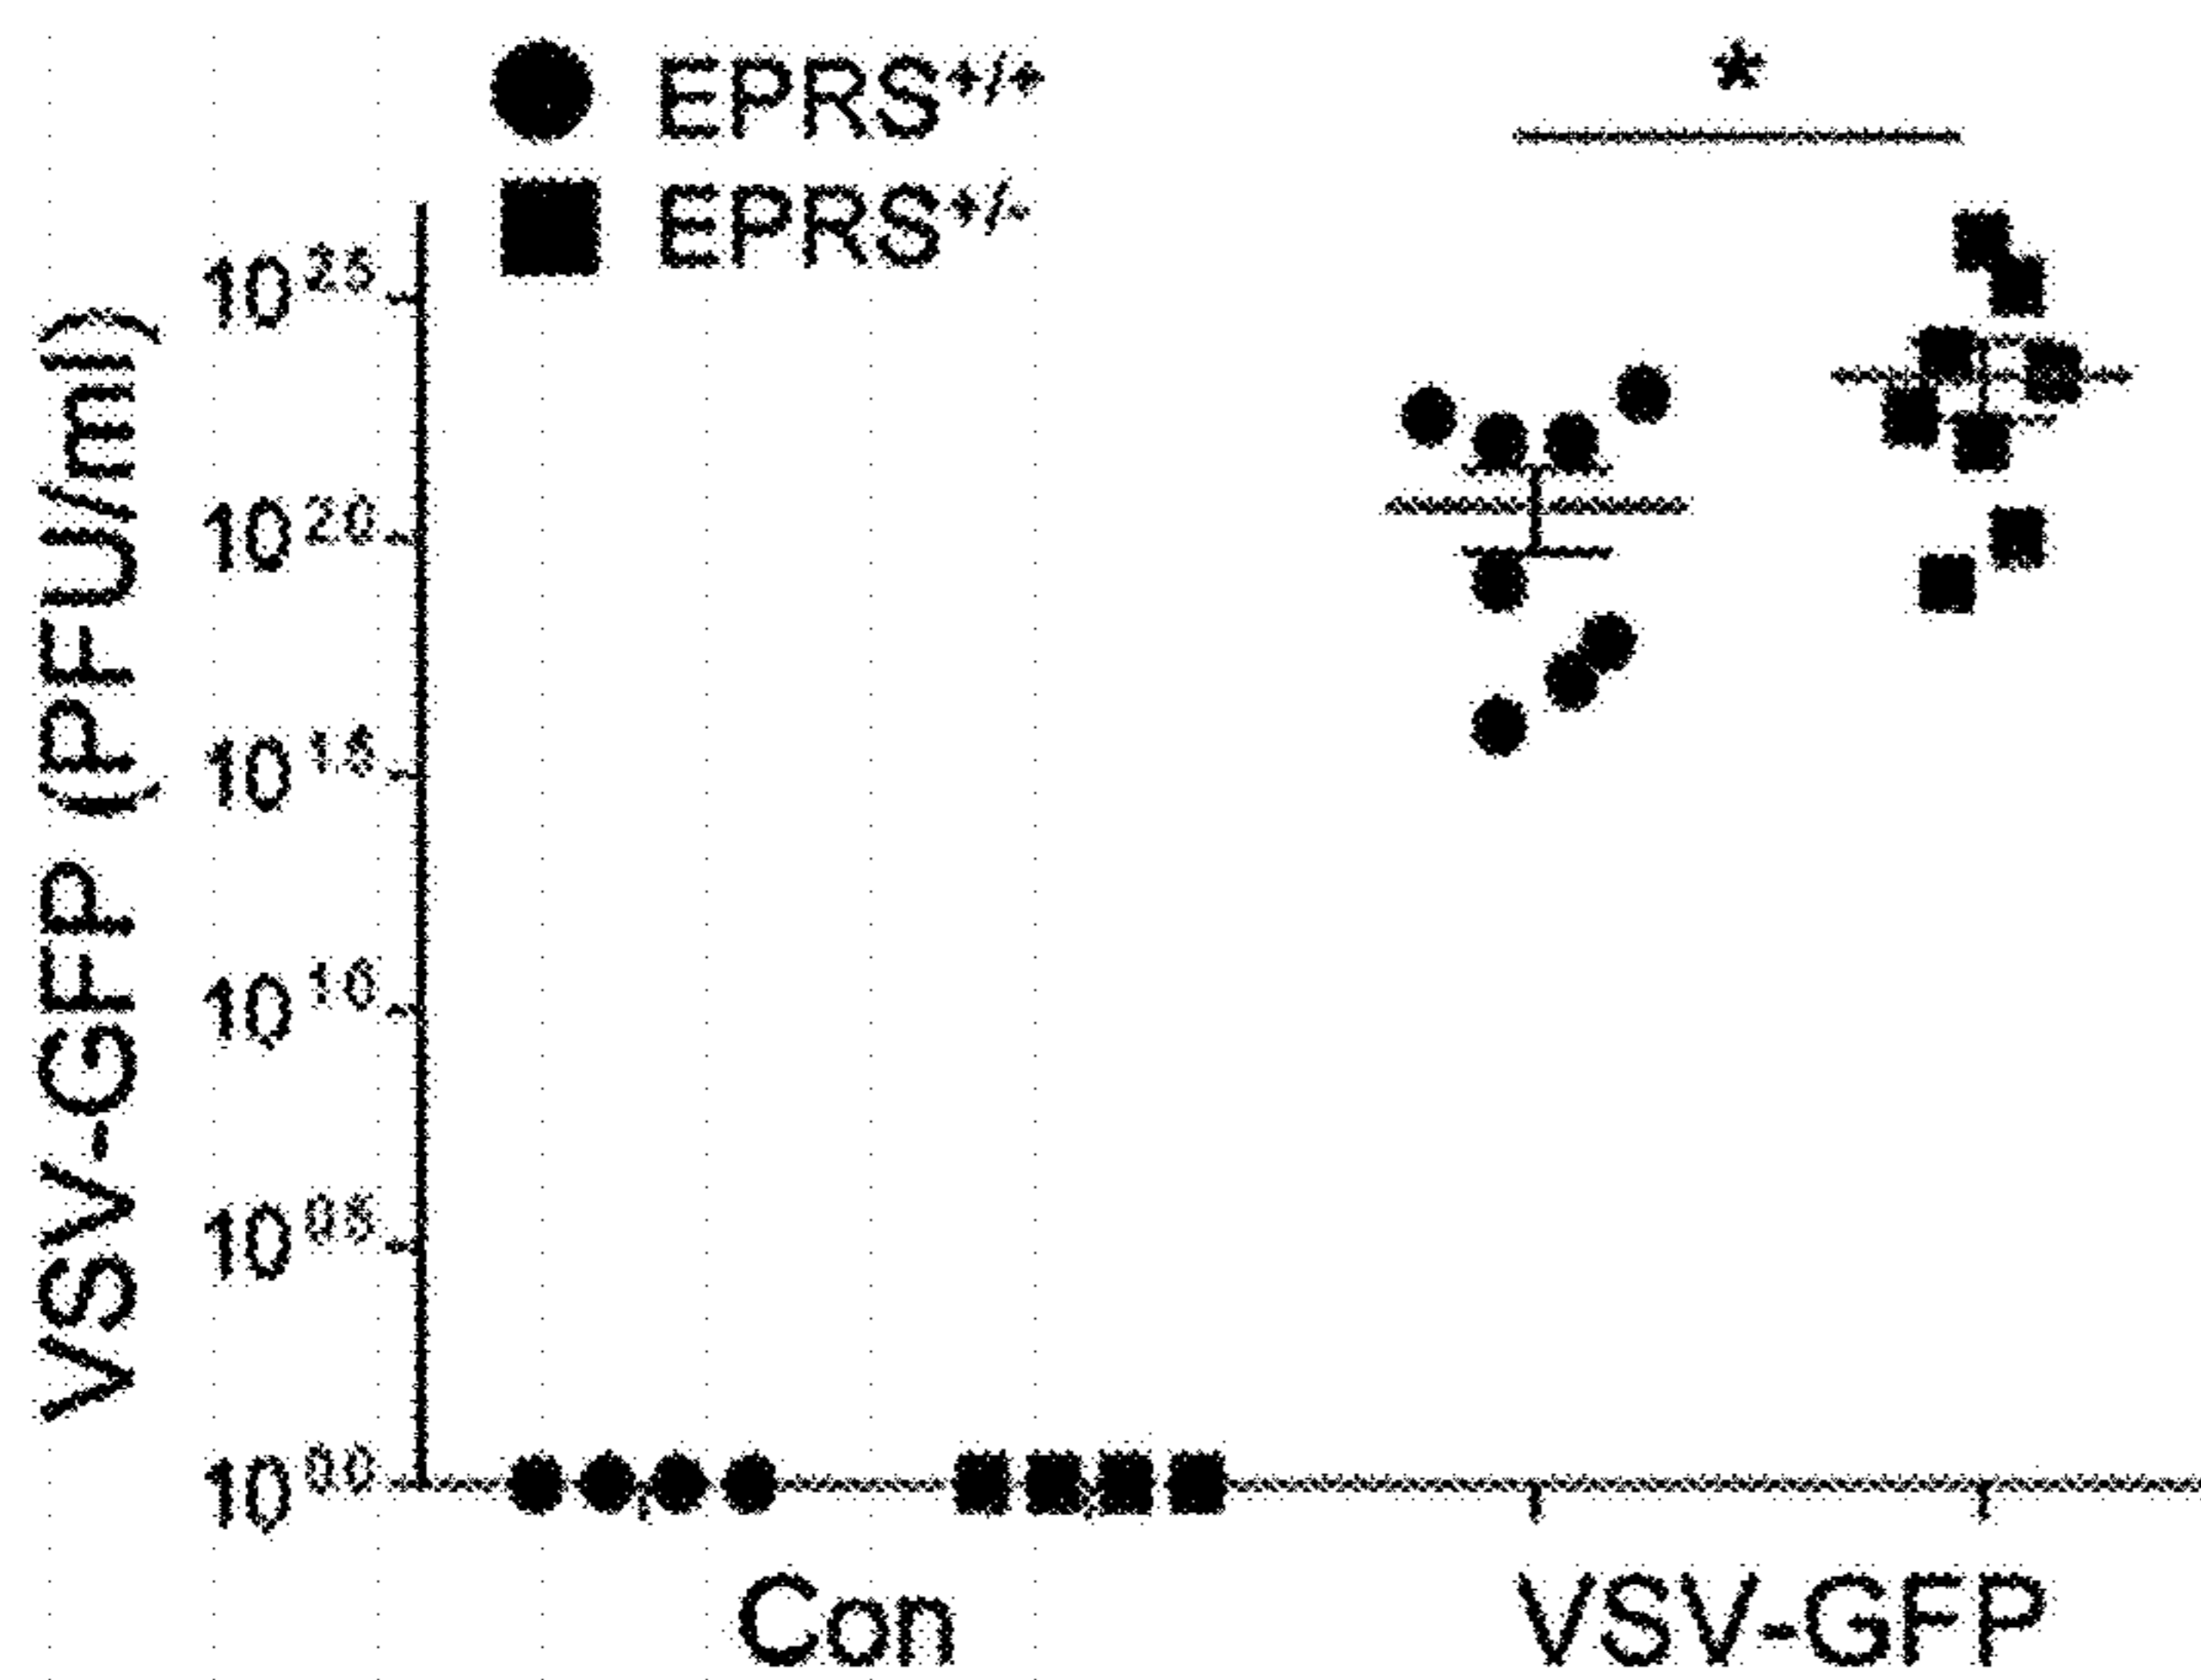 EPRS+/+
*
EPRS+/-
VSV-GFP (PFU/ml)
10^25
10^20
10^15
10^10
10^05
10^00
Con
VSV-GFP